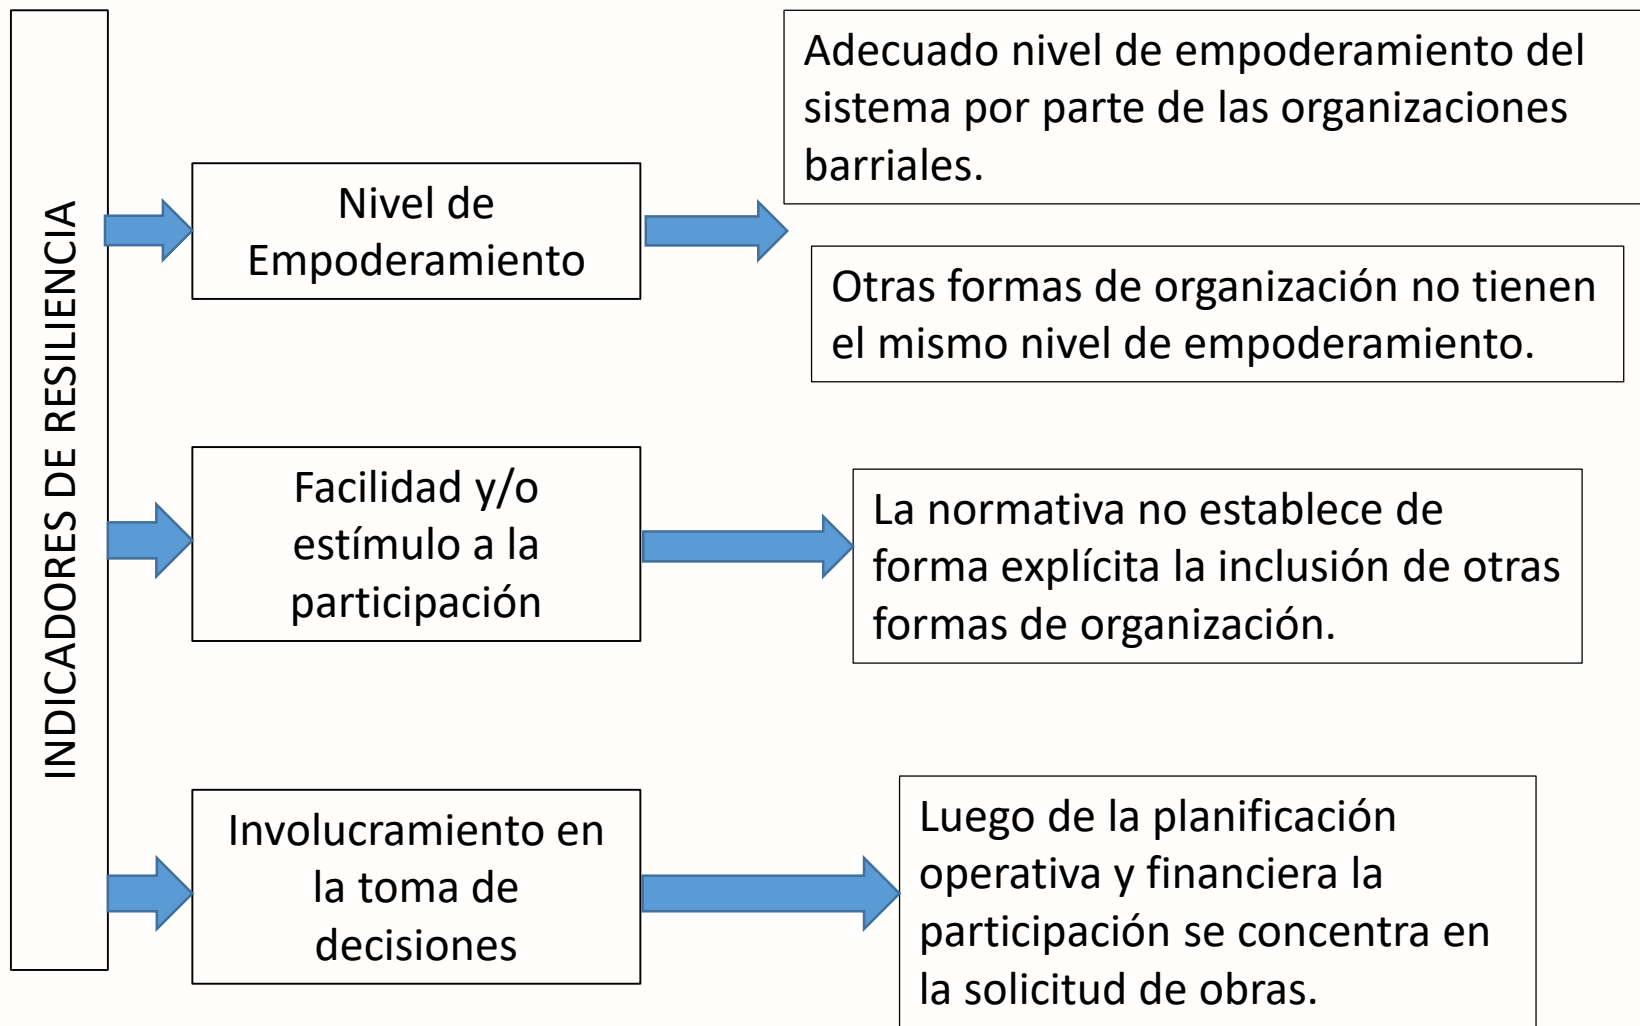 INDICADORES DE RESILIENCIA
Nivel de
Empoderamiento
Adecuado nivel de empoderamiento del
sistema por parte de las organizaciones
barriales.
Otras formas de organización no tienen
el mismo nivel de empoderamiento.
Facilidad y/o
estímulo a la
participación
La normativa no establece de
forma explícita la inclusión de otras
formas de organización.
Involucramiento en
la toma de
decisiones
Luego de la planificación
operativa y financiera la
participación se concentra en
la solicitud de obras.